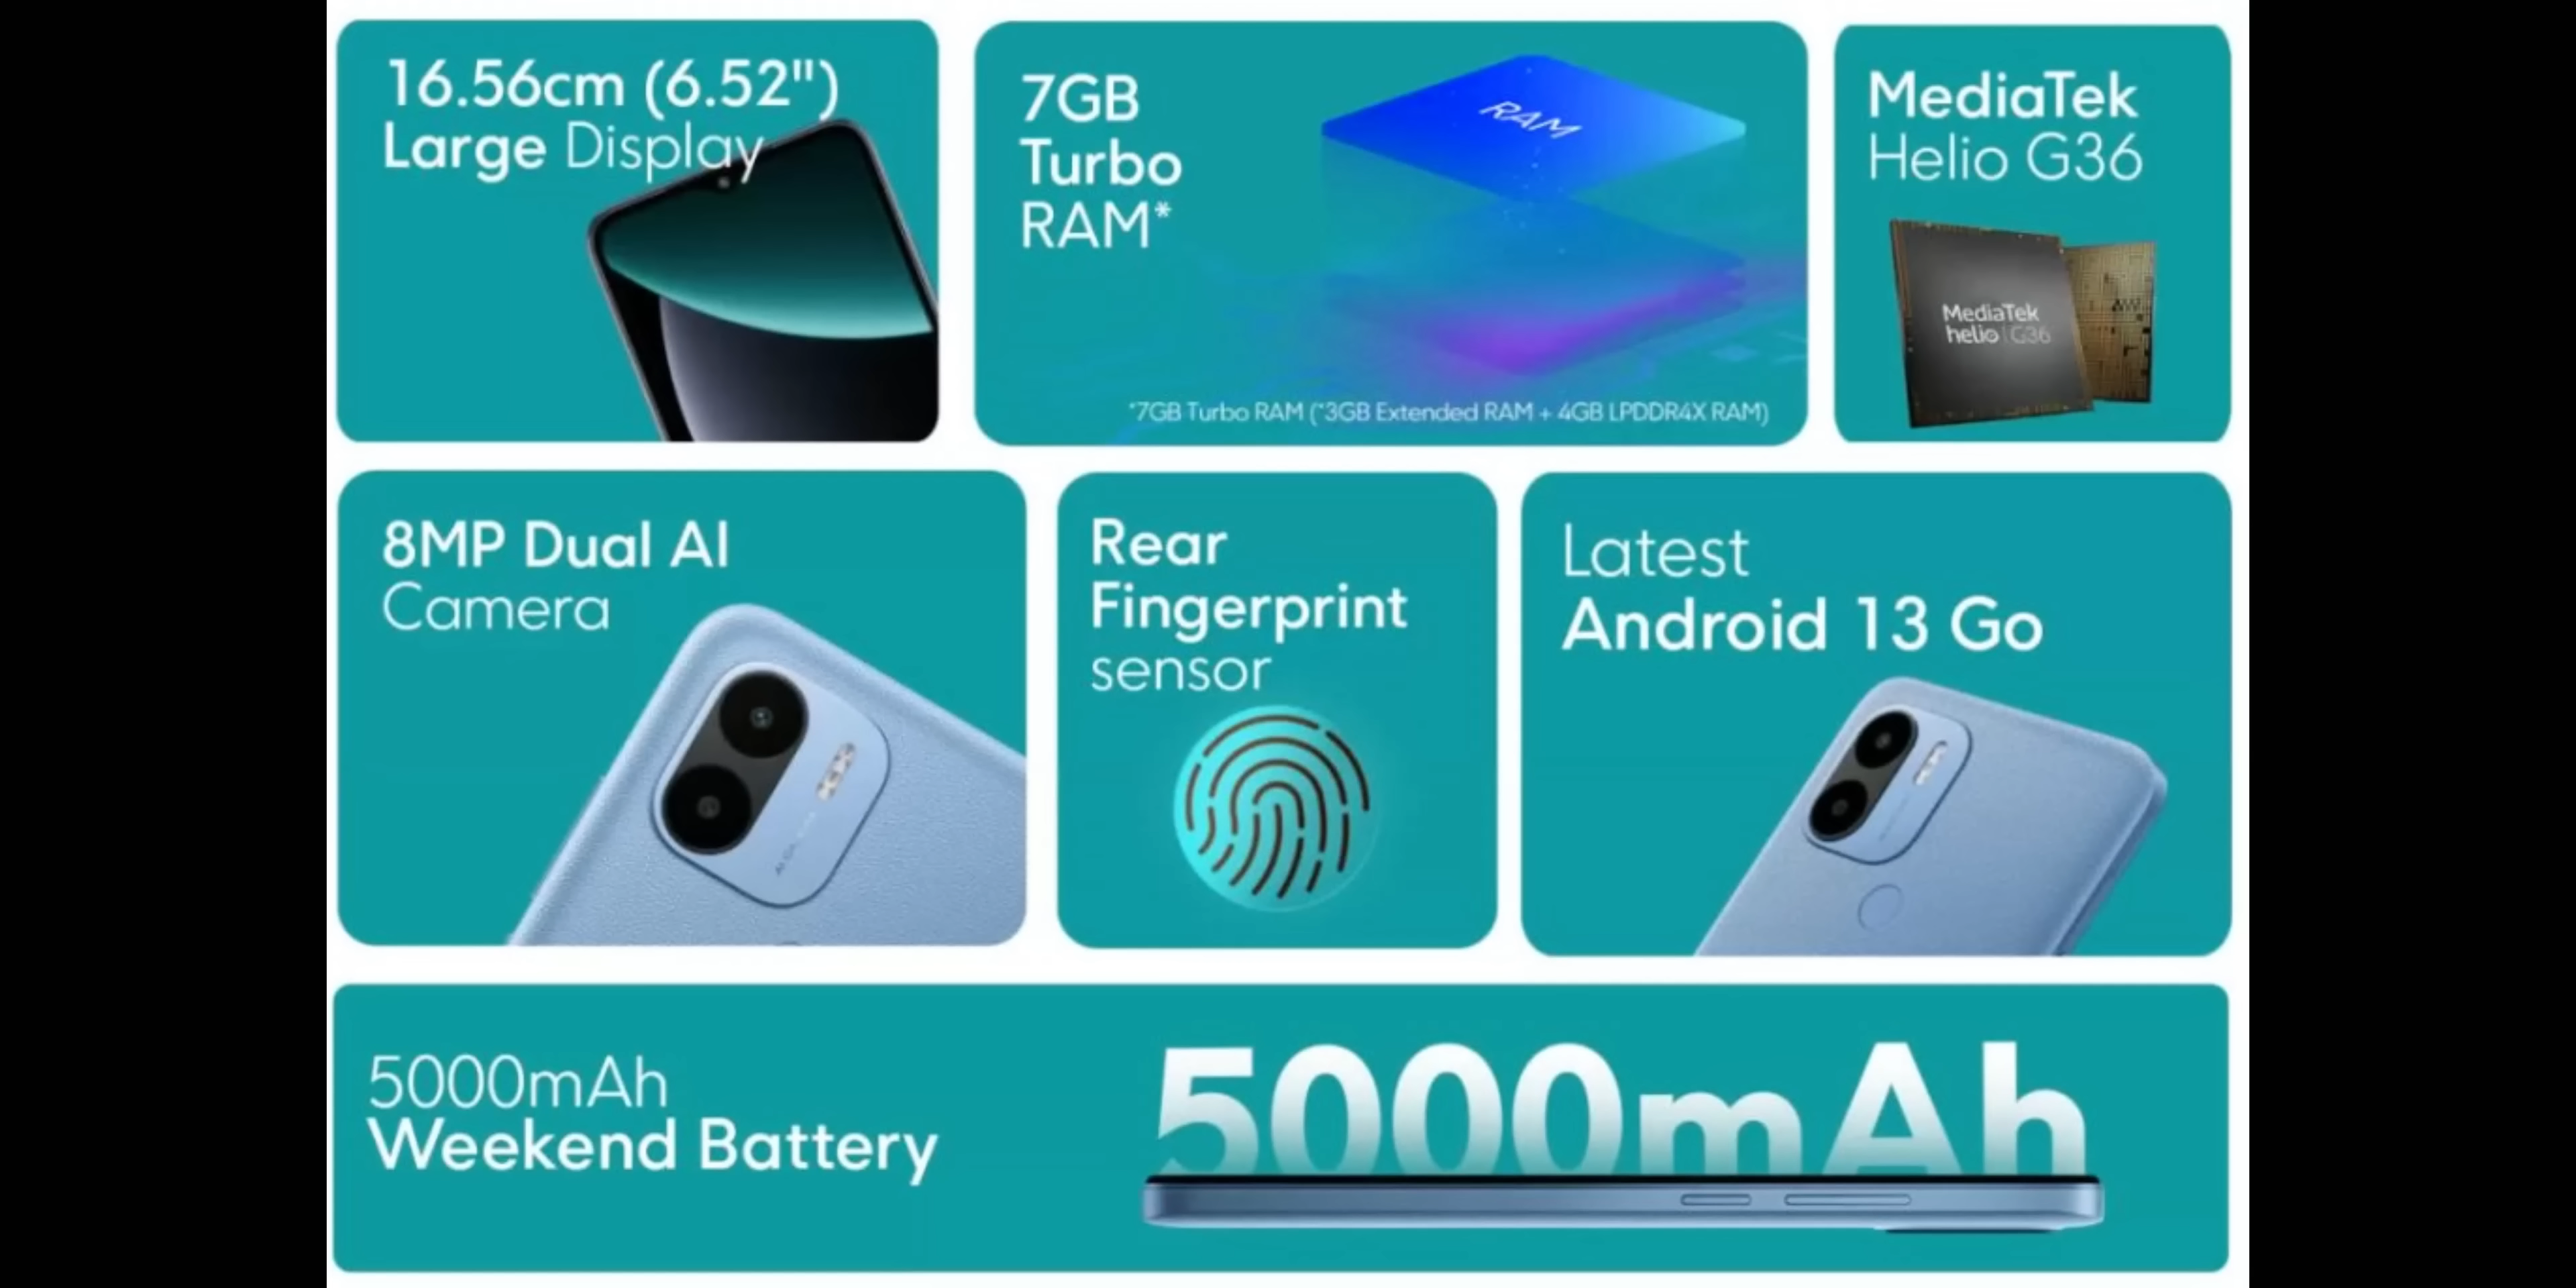 16.56cm (6.52")
Large Display
7GB
Turbo
RAM*
RAM
*7GB Turbo RAM (*3GB Extended RAM + 4GB LPDDR4X RAM)
MediaTek
Helio G36
MediaTek
helio G36
8MP Dual AI
Camera
Rear
Fingerprint
sensor
Latest
Android 13 Go
5000mAh
Weekend Battery
5000mAh